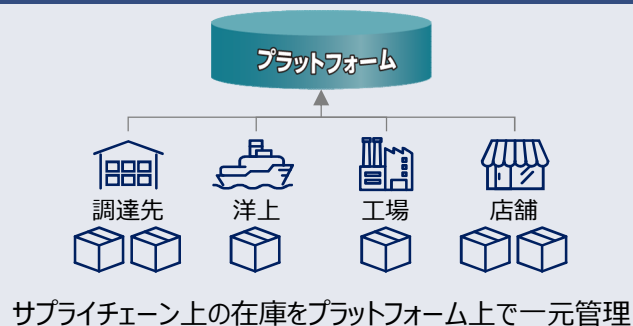 プラットフォーム
調達先 洋上 工場 店舗
サプライチェーン上の在庫をプラットフォーム上で一元管理